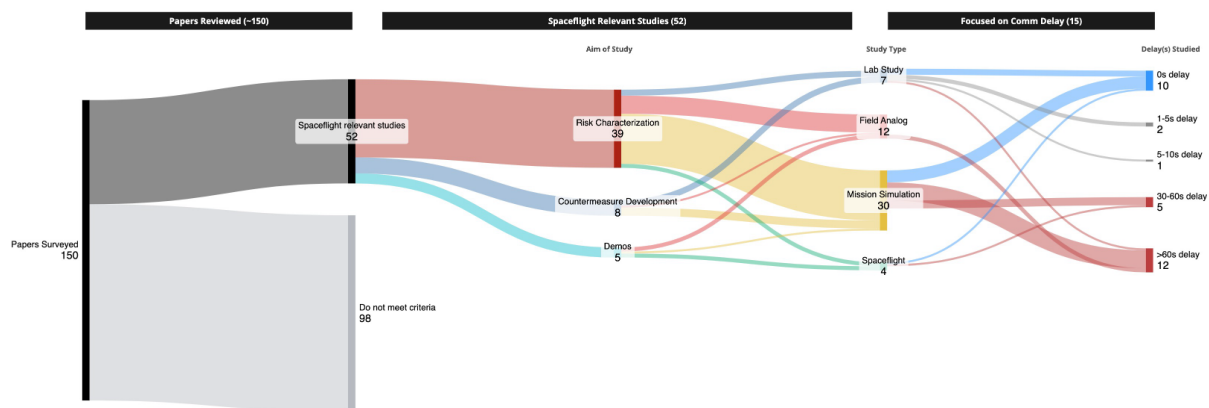 Papers Reviewed (~150)
Spaceflight Relevant Studies (52)
Focused on Comm Delay (15)
Aim of Study
Study Type
Delay(s) Studied
Papers Surveyed
150
Spaceflight relevant studies
52
Do not meet criteria
98
Risk Characterization
39
Countermeasure Development
8
Demos
5
Lab Study
7
Field Analog
12
Mission Simulation
30
Spaceflight
4
0s delay
10
1-5s delay
2
5-10s delay
1
30-60s delay
5
>60s delay
12